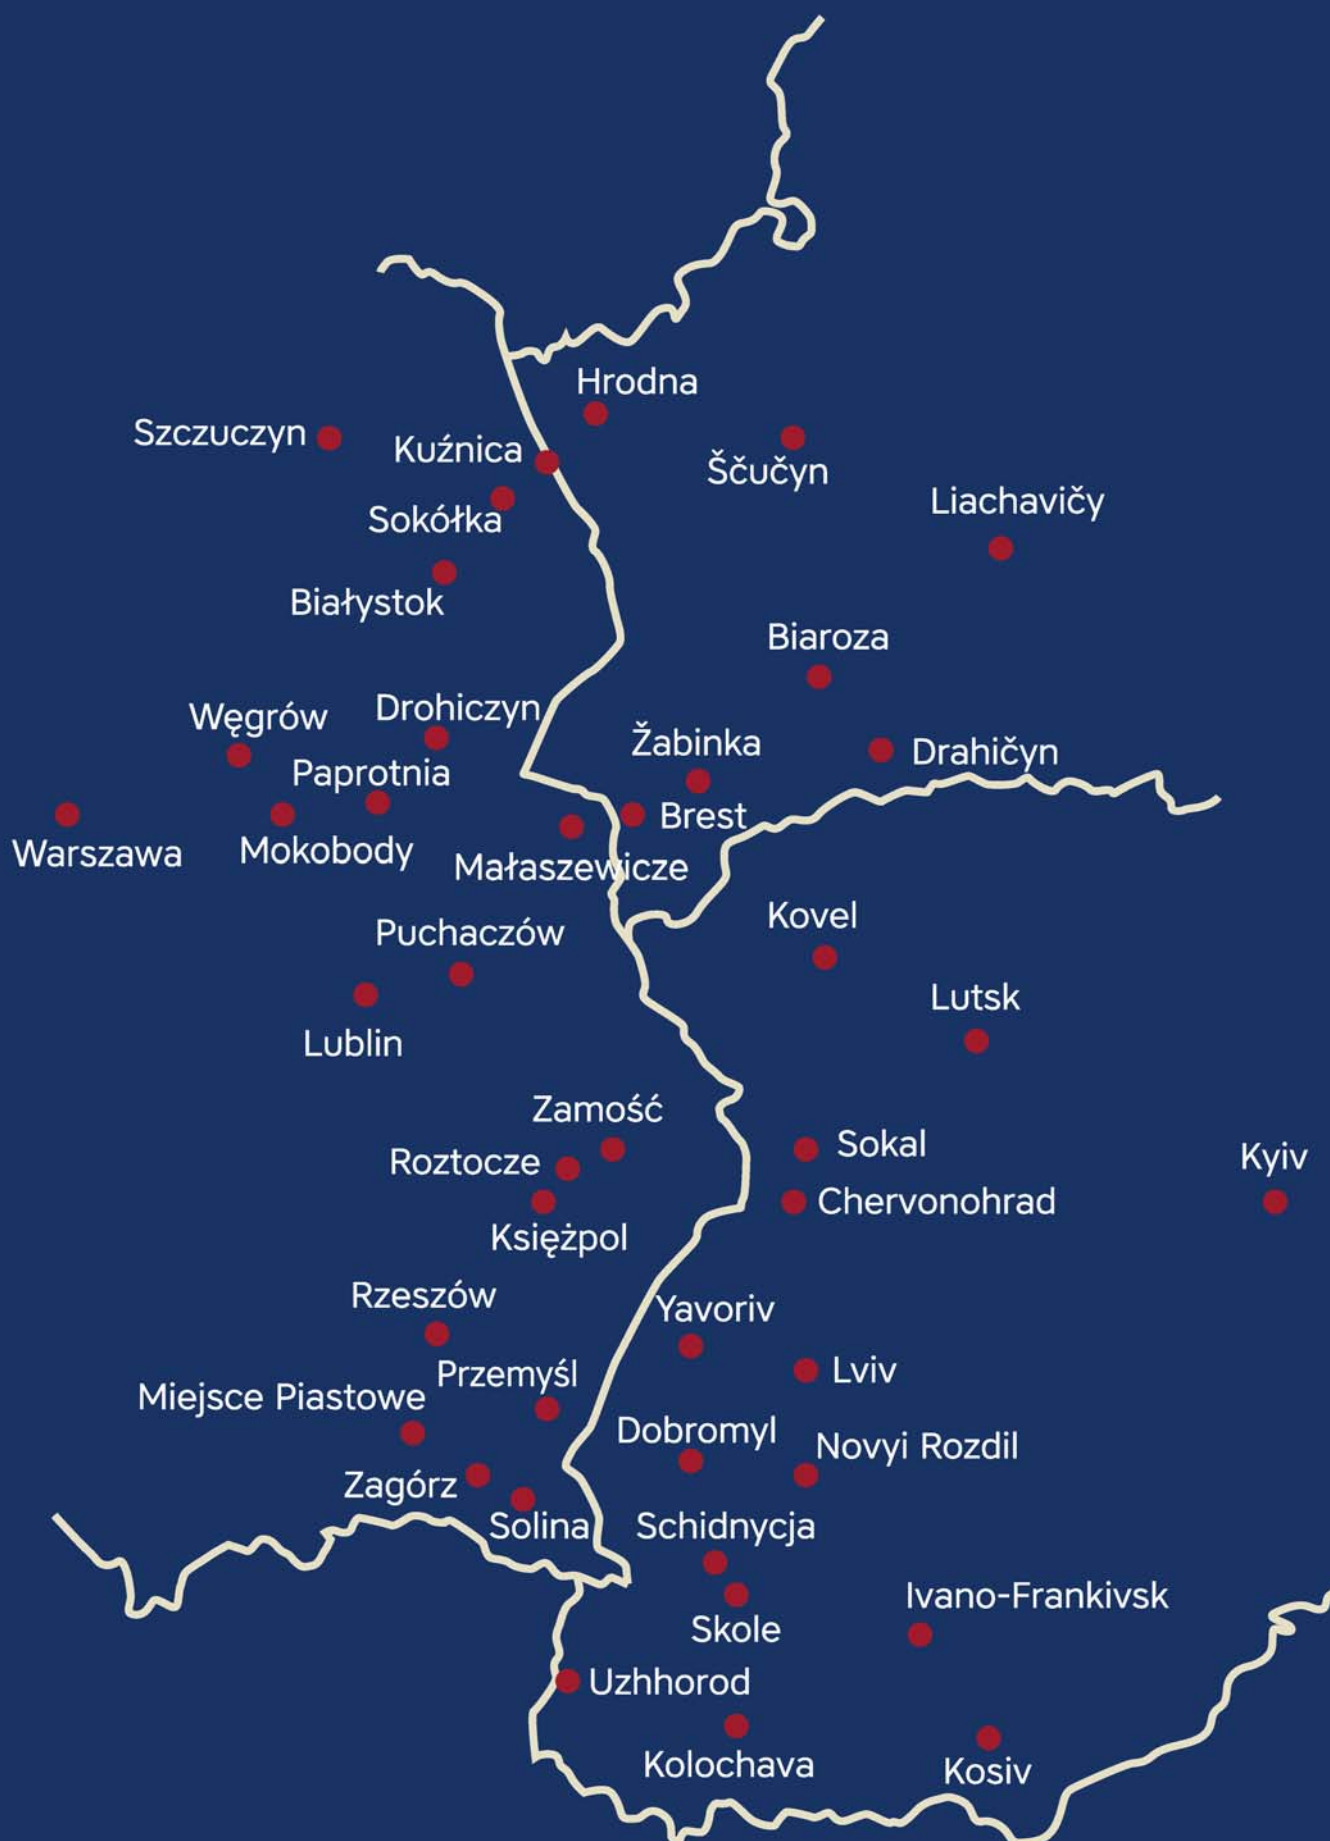 Hrodna
Szczuczyn
Kuźnica
Ščučyn
Liachavičy
Sokółka
Białystok
Biaroza
Węgrów
Drohiczyn
Žabinka
Drahičyn
Paprotnia
Brest
Warszawa
Mokobody
Małaszewicze
Kovel
Puchaczów
Lutsk
Lublin
Zamość
Sokal
Kyiv
Roztocze
Chervonohrad
Księżpol
Rzeszów
Yavoriv
Lviv
Przemyśl
Miejsce Piastowe
Dobromyl
Novyi Rozdil
Zagórz
Solina
Schidnycja
Ivano-Frankivsk
Skole
Uzhhorod
Kolochava
Kosiv